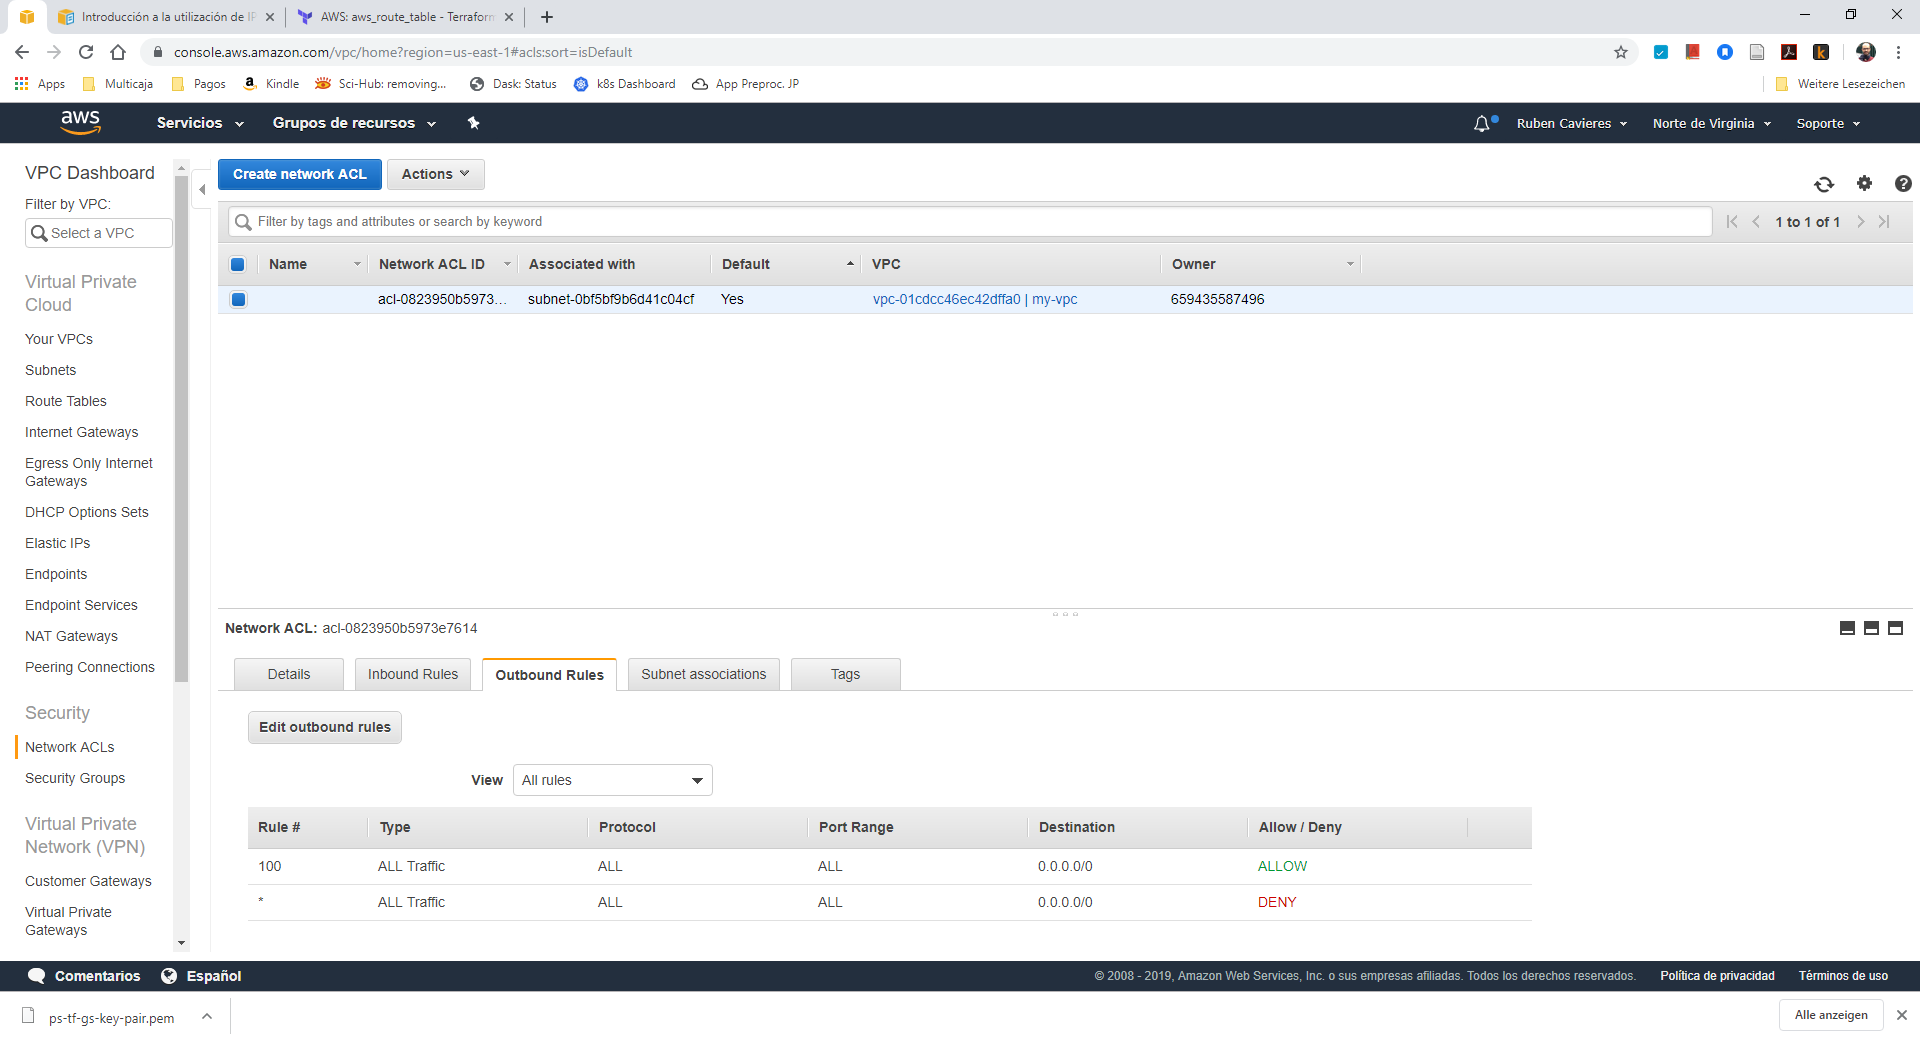 Introducción a la utilización de IP
AWS: aws_route_table - Terraform
console.aws.amazon.com/vpc/home?region=us-east-1#acls:sort=isDefault
Apps
Multicaja
Pagos
Kindle
Sci-Hub: removing...
Dask: Status
k8s Dashboard
App Preproc. JP
Weitere Lesezeichen
aws
Servicios
Grupos de recursos
Ruben Cavieres
Norte de Virginia
Soporte
VPC Dashboard
Filter by VPC:
Select a VPC
Virtual Private
Cloud
Your VPCs
Subnets
Route Tables
Internet Gateways
Egress Only Internet
Gateways
DHCP Options Sets
Elastic IPs
Endpoints
Endpoint Services
NAT Gateways
Peering Connections
Security
Network ACLs
Security Groups
Virtual Private
Network (VPN)
Customer Gateways
Virtual Private
Gateways
Create network ACL
Actions
Filter by tags and attributes or search by keyword
1 to 1 of 1
Name Network ACL ID Associated with Default VPC Owner
acl-0823950b5973... subnet-0bf5bf9b6d41c04cf Yes vpc-01cdcc46ec42dffa0 | my-vpc 659435587496
Network ACL: acl-0823950b5973e7614
Details
Inbound Rules
Outbound Rules
Subnet associations
Tags
Edit outbound rules
View All rules
Rule # Type Protocol Port Range Destination Allow / Deny
100 ALL Traffic ALL ALL 0.0.0.0/0 ALLOW
* ALL Traffic ALL ALL 0.0.0.0/0 DENY
Comentarios
Español
© 2008 - 2019, Amazon Web Services, Inc. o sus empresas afiliadas. Todos los derechos reservados.
Política de privacidad
Términos de uso
ps-tf-gs-key-pair.pem
Alle anzeigen